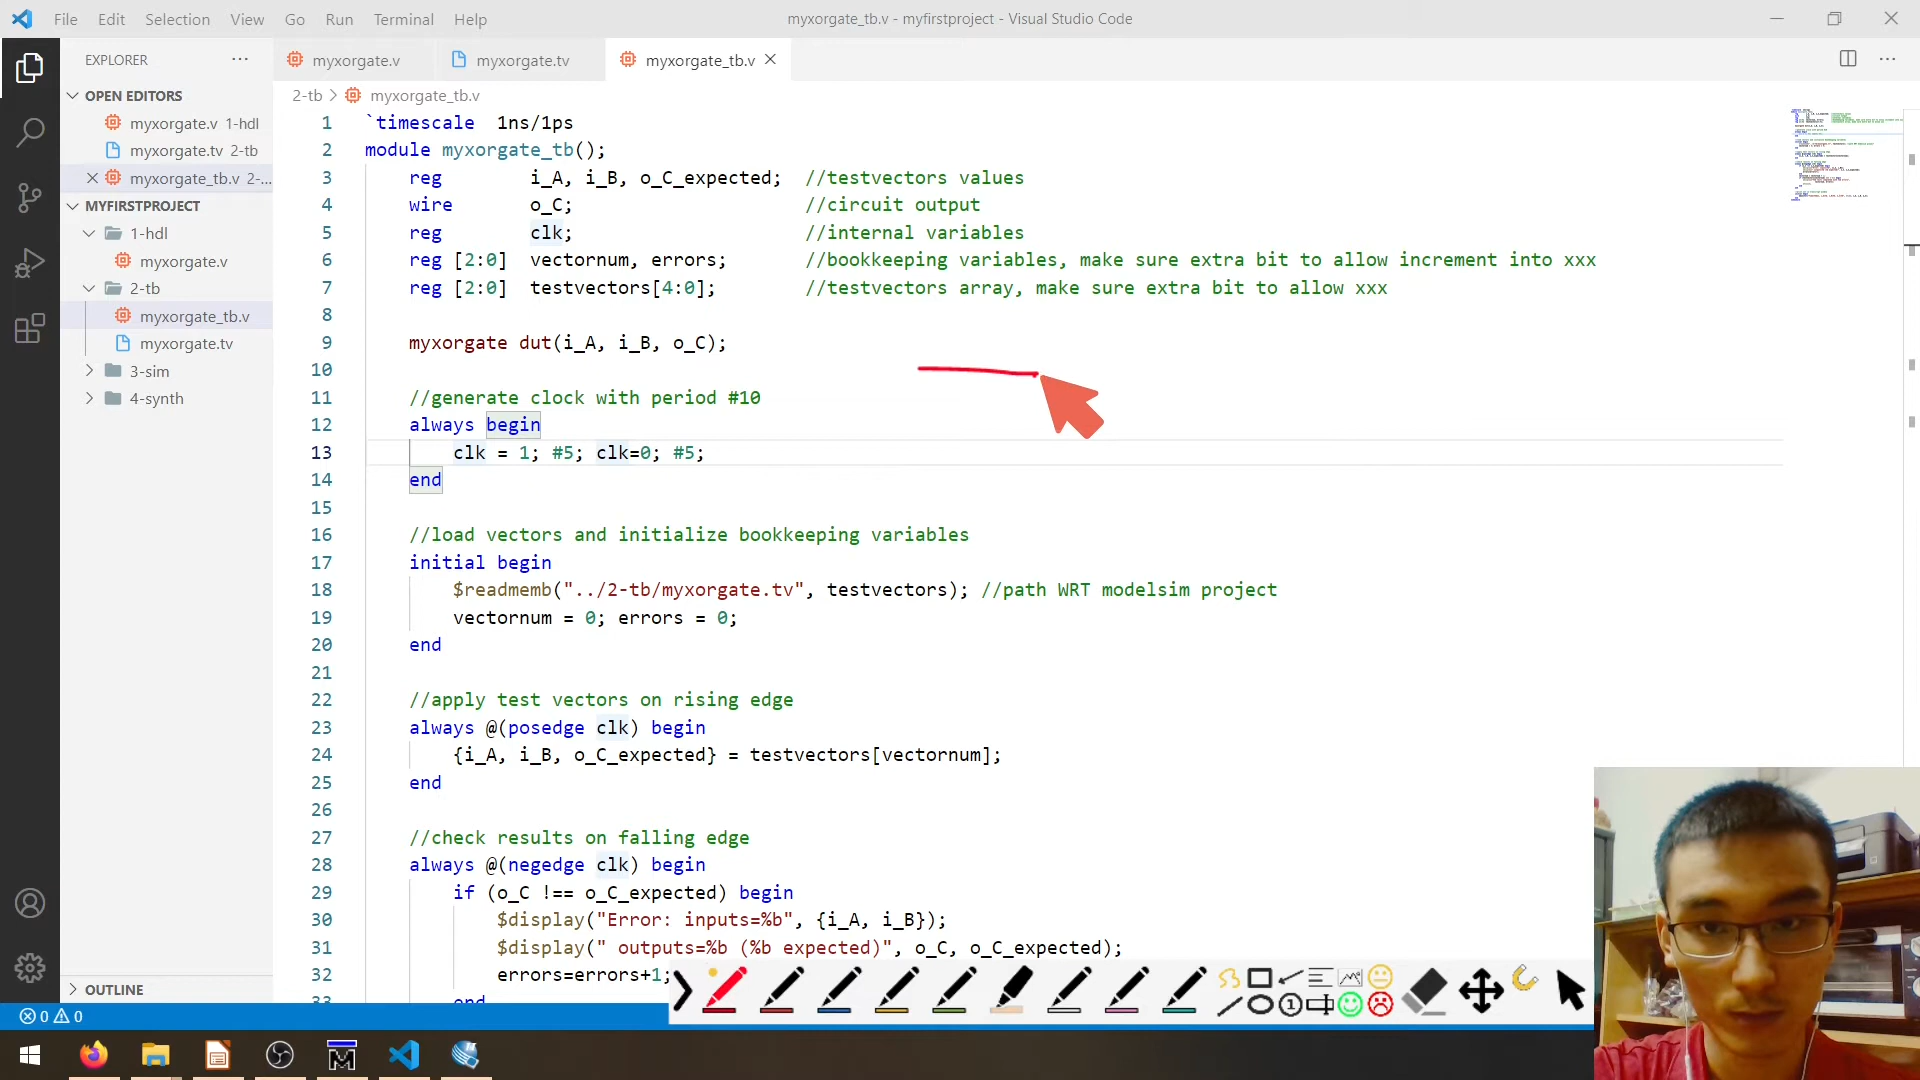 File Edit Selection View Go Run Terminal Help
myxorgate_tb.v - myfirstproject - Visual Studio Code
EXPLORER
myxorgate.v
myxorgate.tv
myxorgate_tb.v
OPEN EDITORS
myxorgate.v 1-hdl
myxorgate.tv 2-tb
myxorgate_tb.v 2-...
MYFIRSTPROJECT
1-hdl
myxorgate.v
2-tb
myxorgate_tb.v
myxorgate.tv
3-sim
4-synth
OUTLINE
2-tb > myxorgate_tb.v
1 `timescale 1ns/1ps
2 module myxorgate_tb();
3 reg i_A, i_B, o_C_expected; //testvectors values
4 wire o_C; //circuit output
5 reg clk; //internal variables
6 reg [2:0] vectornum, errors; //bookkeeping variables, make sure extra bit to allow increment into xxx
7 reg [2:0] testvectors[4:0]; //testvectors array, make sure extra bit to allow xxx
8
9 myxorgate dut(i_A, i_B, o_C);
10
11 //generate clock with period #10
12 always begin
13 clk = 1; #5; clk=0; #5;
14 end
15
16 //load vectors and initialize bookkeeping variables
17 initial begin
18 $readmemb("../2-tb/myxorgate.tv", testvectors); //path WRT modelsim project
19 vectornum = 0; errors = 0;
20 end
21
22 //apply test vectors on rising edge
23 always @(posedge clk) begin
24 {i_A, i_B, o_C_expected} = testvectors[vectornum];
25 end
26
27 //check results on falling edge
28 always @(negedge clk) begin
29 if (o_C !== o_C_expected) begin
30 $display("Error: inputs=%b", {i_A, i_B});
31 $display(" outputs=%b (%b expected)", o_C, o_C_expected);
32 errors=errors+1;
33 end
0 0